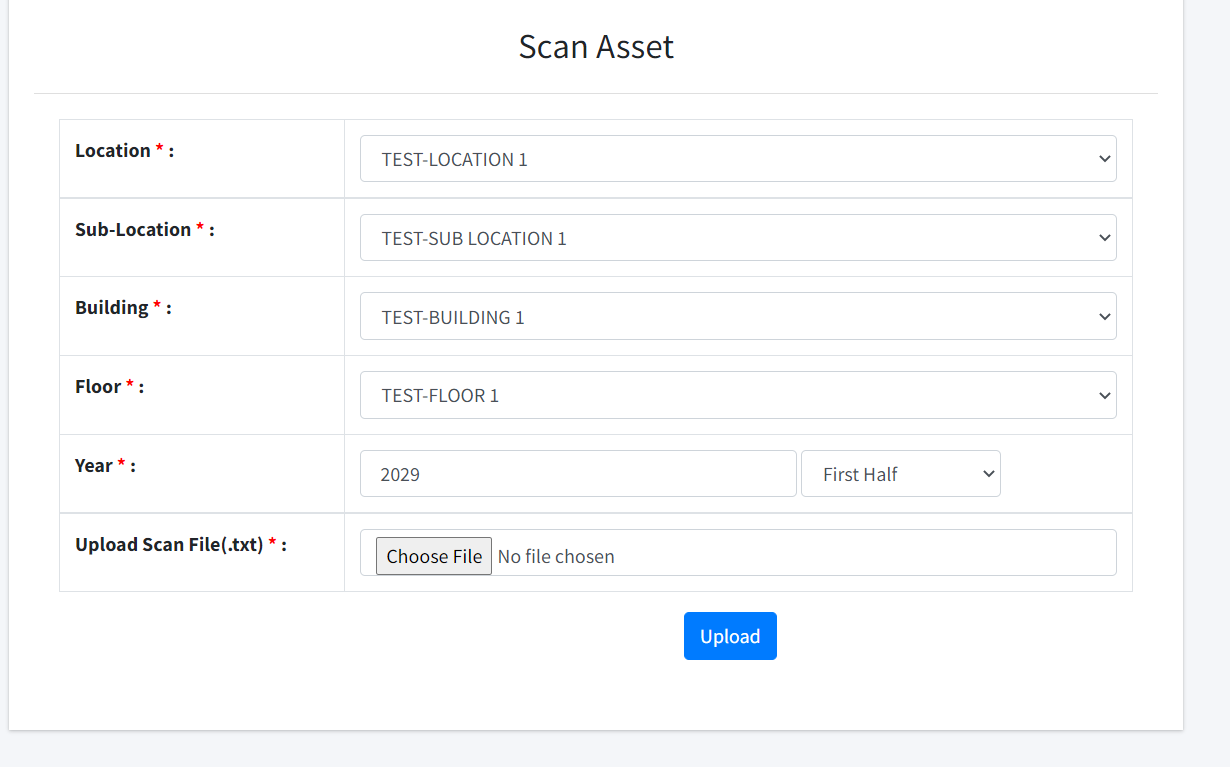 Scan Asset
Location * :
TEST-LOCATION 1
Sub-Location * :
TEST-SUB LOCATION 1
Building * :
TEST-BUILDING 1
Floor * :
TEST-FLOOR 1
Year * :
2029 First Half
Upload Scan File(.txt) * :
Choose File No file chosen
Upload